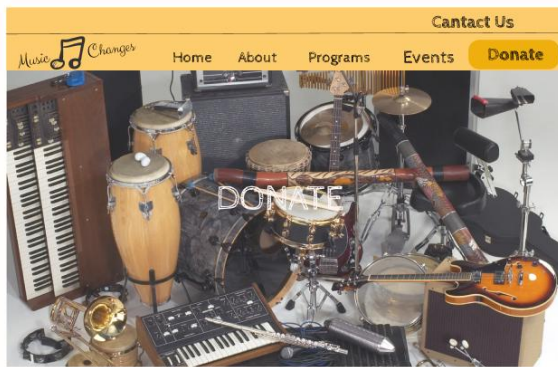 Cantact Us
Music Changes
Home About Programs Events Donate
DONATE